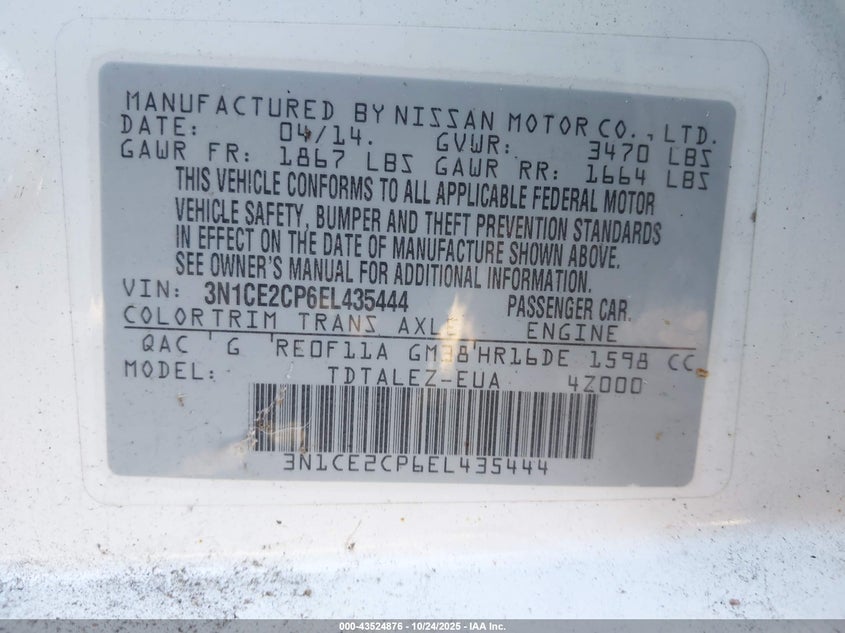 MANUFACTURED BY NISSAN MOTOR CO., LTD.
DATE: 04/14. GVWR: 3470 LBS
GAWR FR: 1867 LBS GAWR RR: 1664 LBS
THIS VEHICLE CONFORMS TO ALL APPLICABLE FEDERAL MOTOR
VEHICLE SAFETY, BUMPER AND THEFT PREVENTION STANDARDS
IN EFFECT ON THE DATE OF MANUFACTURE SHOWN ABOVE.
SEE OWNER'S MANUAL FOR ADDITIONAL INFORMATION.
VIN: 3N1CE2CP6EL435444 PASSENGER CAR.
COLOR TRIM TRANS AXLE ENGINE
QAC G RE0F11A GM38 HR16DE 1598 CC
MODEL: TDTALEZ-EUA 4Z000
3N1CE2CP6EL435444
000-43524876 | 10/24/2025 | IAA Inc.